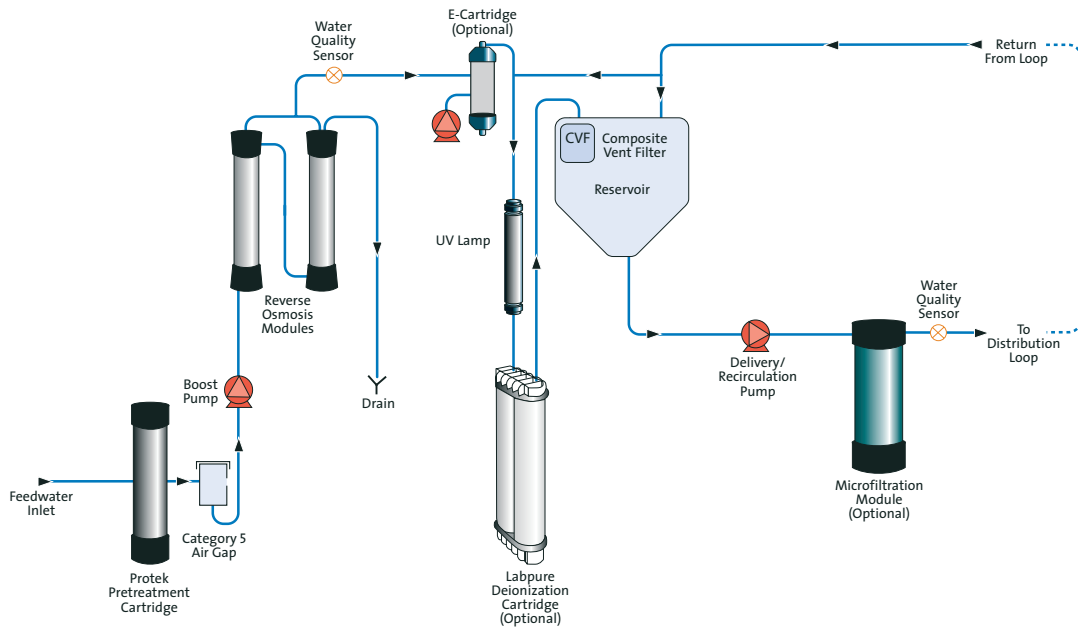 E-Cartridge
(Optional)
Water
Quality
Sensor
Return
From Loop
CVF
Composite
Vent Filter
Reservoir
UV Lamp
Reverse
Osmosis
Modules
Water
Quality
Sensor
To
Distribution
Loop
Delivery/
Recirculation
Pump
Boost
Pump
Drain
Feedwater
Inlet
Category 5
Air Gap
Microfiltration
Module
(Optional)
Protek
Pretreatment
Cartridge
Labpure
Deionization
Cartridge
(Optional)